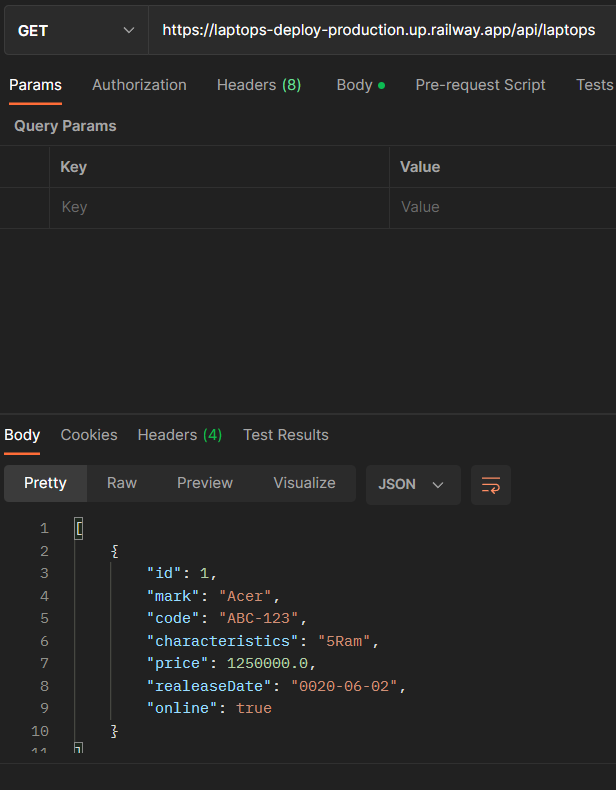 GET https://laptops-deploy-production.up.railway.app/api/laptops
Params Authorization Headers (8) Body Pre-request Script Tests
Query Params
Key Value
Key Value
Body Cookies Headers (4) Test Results
Pretty Raw Preview Visualize JSON
1 [
2 {
3 "id": 1,
4 "mark": "Acer",
5 "code": "ABC-123",
6 "characteristics": "5Ram",
7 "price": 1250000.0,
8 "realeaseDate": "0020-06-02",
9 "online": true
10 }
11 ]